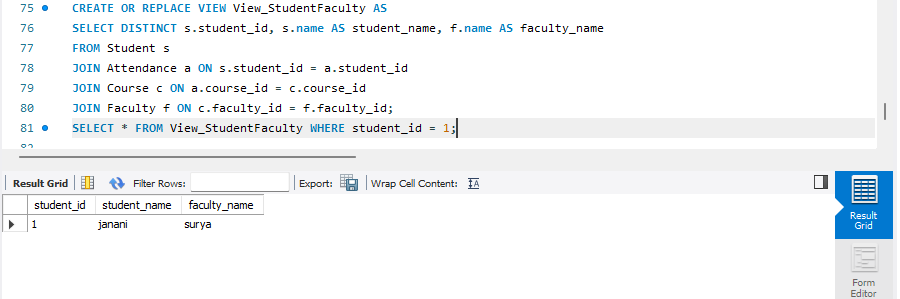 75 CREATE OR REPLACE VIEW View_StudentFaculty AS
76 SELECT DISTINCT s.student_id, s.name AS student_name, f.name AS faculty_name
77 FROM Student s
78 JOIN Attendance a ON s.student_id = a.student_id
79 JOIN Course c ON a.course_id = c.course_id
80 JOIN Faculty f ON c.faculty_id = f.faculty_id;
81 SELECT * FROM View_StudentFaculty WHERE student_id = 1;
Result Grid Filter Rows: Export: Wrap Cell Content: IA
student_id student_name faculty_name
1 janani surya
Result
Grid
Form
Editor